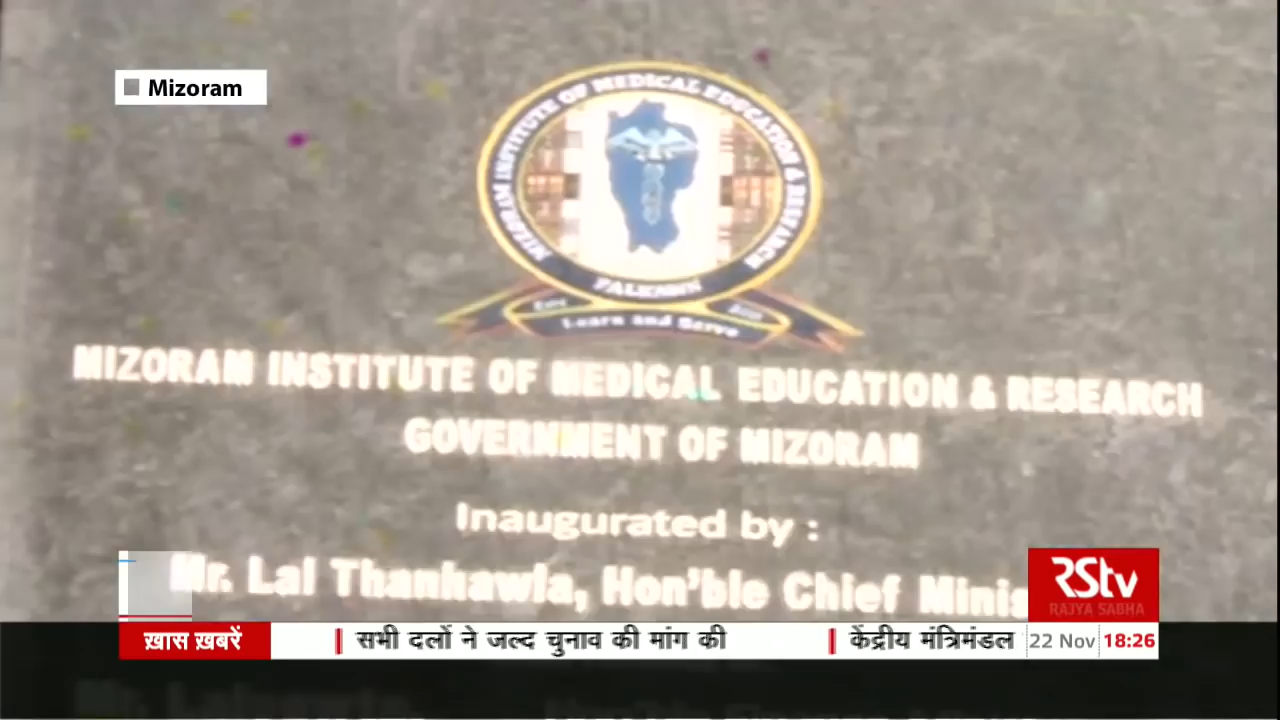 Mizoram
MIZORAM INSTITUTE OF MEDICAL EDUCATION & RESEARCH
FALKAWN
Learn and Serve
MIZORAM INSTITUTE OF MEDICAL EDUCATION & RESEARCH
GOVERNMENT OF MIZORAM
Inaugurated by :
Mr. Lal Thanhawla, Hon'ble Chief Minis
RStv
RAJYA SABHA
ख़ास ख़बरें सभी दलों ने जल्द चुनाव की मांग की केंद्रीय मंत्रिमंडल 22 Nov 18:26